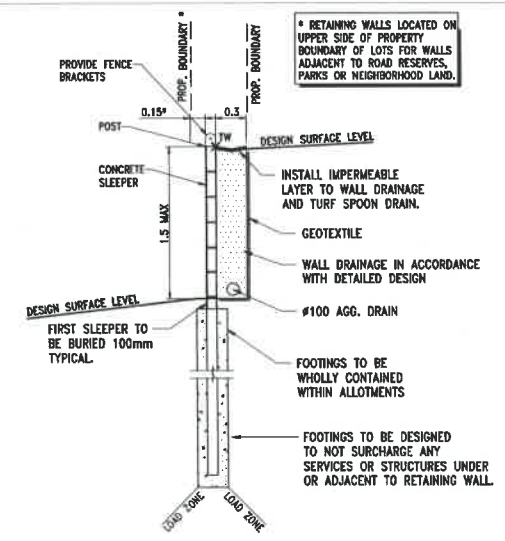 * RETAINING WALLS LOCATED ON
UPPER SIDE OF PROPERTY
BOUNDARY OF LOTS FOR WALLS
ADJACENT TO ROAD RESERVES,
PARKS OR NEIGHBORHOOD LAND.
PROP. BOUNDARY *
PROP. BOUNDARY
PROVIDE FENCE
BRACKETS
0.15*
0.3
POST
TW
DESIGN SURFACE LEVEL
CONCRETE
SLEEPER
1.5 MAX
INSTALL IMPERMEABLE
LAYER TO WALL DRAINAGE
AND TURF SPOON DRAIN.
GEOTEXTILE
WALL DRAINAGE IN ACCORDANCE
WITH DETAILED DESIGN
DESIGN SURFACE LEVEL
ø100 AGG. DRAIN
FIRST SLEEPER TO
BE BURIED 100mm
TYPICAL.
FOOTINGS TO BE
WHOLLY CONTAINED
WITHIN ALLOTMENTS
FOOTINGS TO BE DESIGNED
TO NOT SURCHARGE ANY
SERVICES OR STRUCTURES UNDER
OR ADJACENT TO RETAINING WALL.
LOAD ZONE
LOAD ZONE